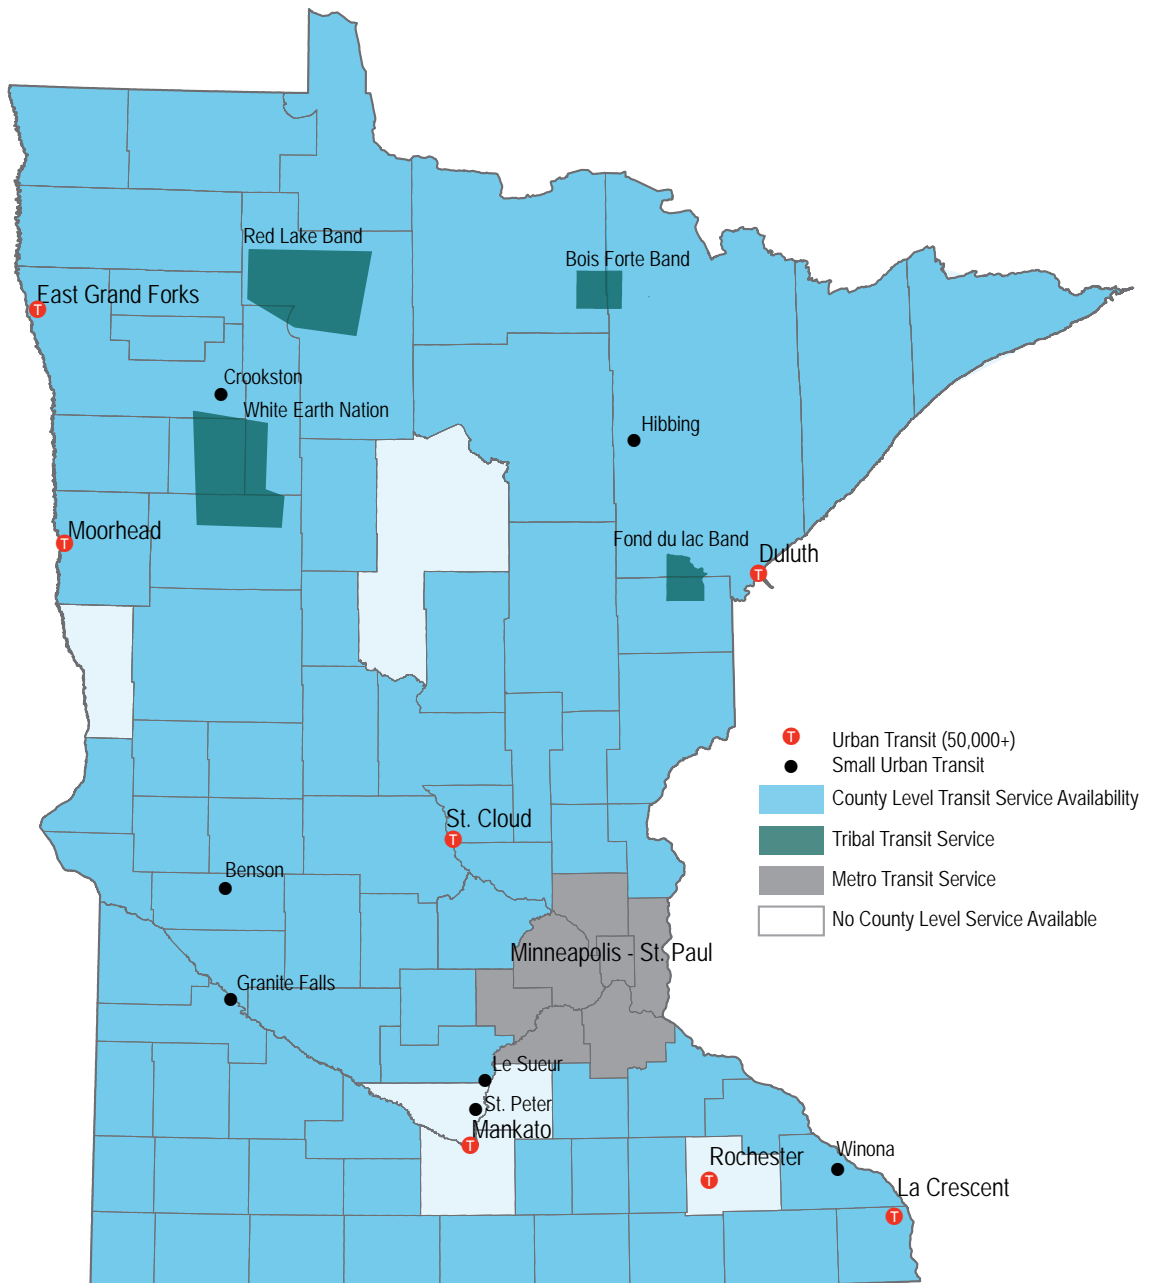 Red Lake Band
Bois Forte Band
T
East Grand Forks
Crookston
White Earth Nation
Hibbing
T
Moorhead
Fond du lac Band
T
Duluth
T
Urban Transit (50,000+)
Small Urban Transit
County Level Transit Service Availability
Tribal Transit Service
Metro Transit Service
No County Level Service Available
St. Cloud
T
Benson
Minneapolis - St. Paul
Granite Falls
Le Sueur
St. Peter
Mankato
T
Rochester
T
Winona
La Crescent
T